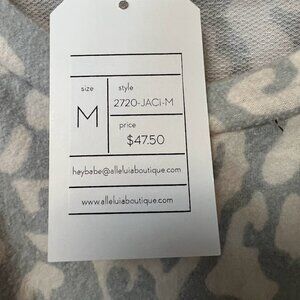 size
M
style
2720-JACI-M
price
$47.50
heybabe@alleluiaboutique.com
www.alleluiaboutique.com